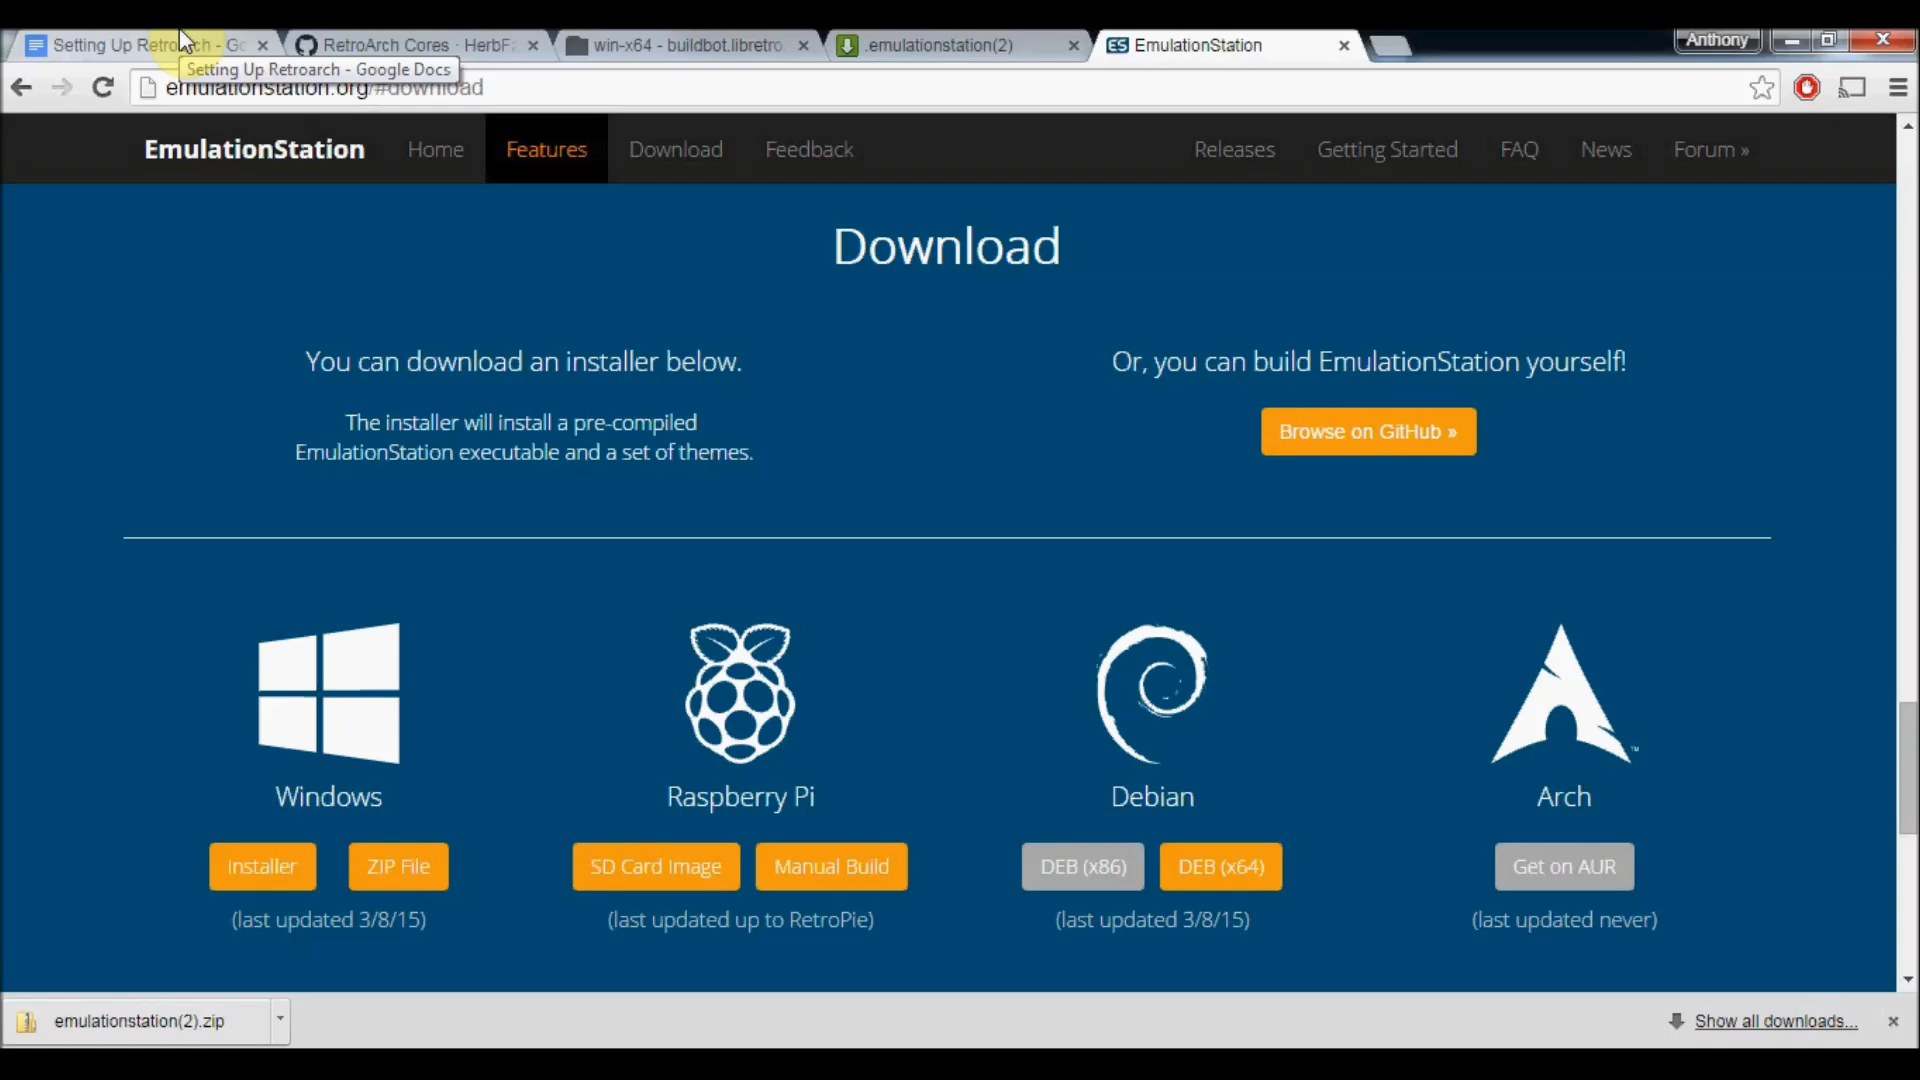 Setting Up Retroarch - Go
RetroArch Cores · HerbF
win-x64 - buildbot.libretro
.emulationstation(2)
ES EmulationStation
Anthony
Setting Up Retroarch - Google Docs
emulationstation.org/#download
EmulationStation Home Features Download Feedback Releases Getting Started FAQ News Forum »
Download
You can download an installer below.
Or, you can build EmulationStation yourself!
The installer will install a pre-compiled
EmulationStation executable and a set of themes.
Browse on GitHub »
Windows Raspberry Pi Debian Arch
™
Installer ZIP File SD Card Image Manual Build DEB (x86) DEB (x64) Get on AUR
(last updated 3/8/15) (last updated up to RetroPie) (last updated 3/8/15) (last updated never)
emulationstation(2).zip
Show all downloads...